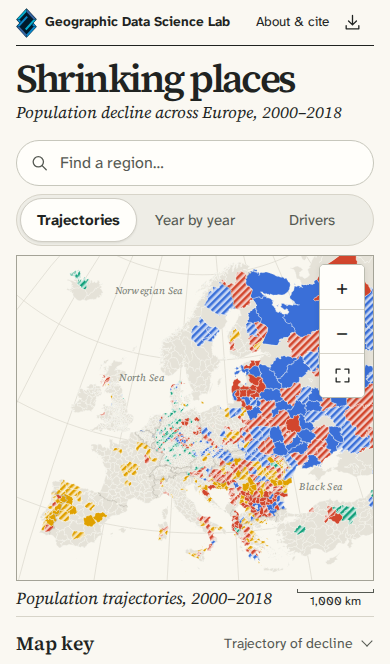 Geographic Data Science Lab
About & cite
Shrinking places
Population decline across Europe, 2000–2018
Find a region...
Trajectories
Year by year
Drivers
Norwegian Sea
+
−
North Sea
Black Sea
Population trajectories, 2000–2018
1,000 km
Map key
Trajectory of decline